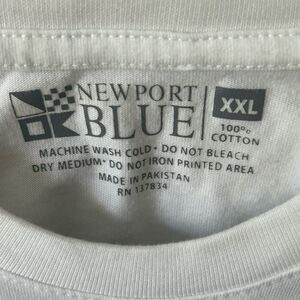 NEWPORT
BLUE
XXL
100%
COTTON
MACHINE WASH COLD • DO NOT BLEACH
DRY MEDIUM • DO NOT IRON PRINTED AREA
MADE IN PAKISTAN
RN 137834